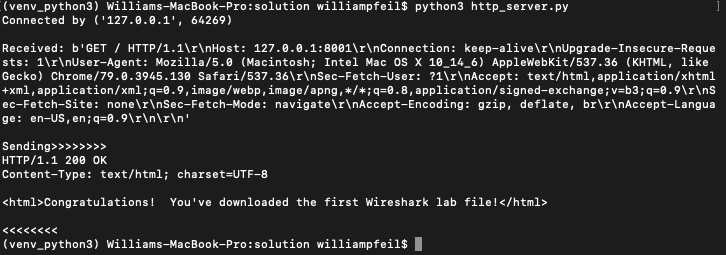 (venv_python3) Williams-MacBook-Pro:solution williampfeil$ python3 http_server.py
Connected by ('127.0.0.1', 64269)
Received: b'GET / HTTP/1.1\r\nHost: 127.0.0.1:8001\r\nConnection: keep-alive\r\nUpgrade-Insecure-Reque
sts: 1\r\nUser-Agent: Mozilla/5.0 (Macintosh; Intel Mac OS X 10_14_6) AppleWebKit/537.36 (KHTML, like
Gecko) Chrome/79.0.3945.130 Safari/537.36\r\nSec-Fetch-User: ?1\r\nAccept: text/html,application/xhtml
+xml,application/xml;q=0.9,image/webp,image/apng,*/*;q=0.8,application/signed-exchange;v=b3;q=0.9\r\nS
ec-Fetch-Site: none\r\nSec-Fetch-Mode: navigate\r\nAccept-Encoding: gzip, deflate, br\r\nAccept-Langua
ge: en-US,en;q=0.9\r\n\r\n'
Sending>>>>>>>>
HTTP/1.1 200 OK
Content-Type: text/html; charset=UTF-8
<html>Congratulations!  You've downloaded the first Wireshark lab file!</html>
<<<<<<<<
(venv_python3) Williams-MacBook-Pro:solution williampfeil$